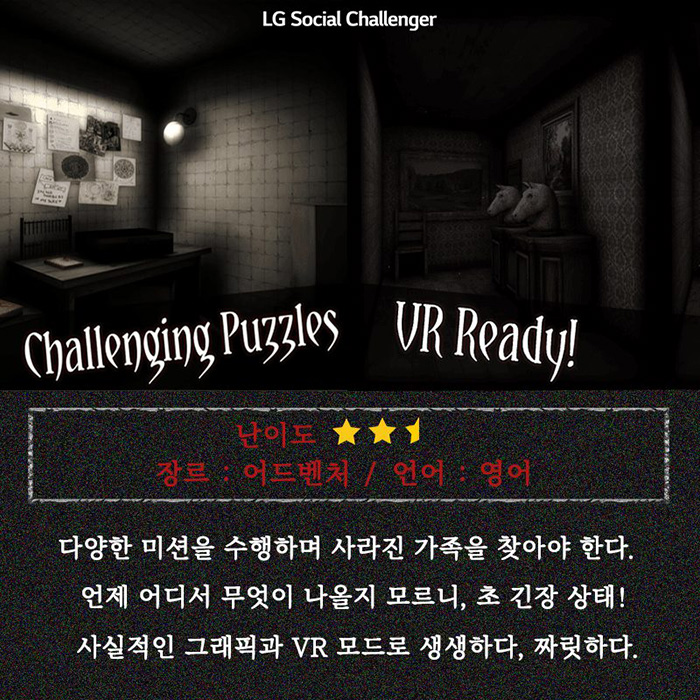 LG Social Challenger
Challenging Puzzles
VR Ready!
난이도
장르 : 어드벤처 / 언어 : 영어
다양한 미션을 수행하며 사라진 가족을 찾아야 한다.
언제 어디서 무엇이 나올지 모르니, 초 긴장 상태!
사실적인 그래픽과 VR 모드로 생생하다, 짜릿하다.